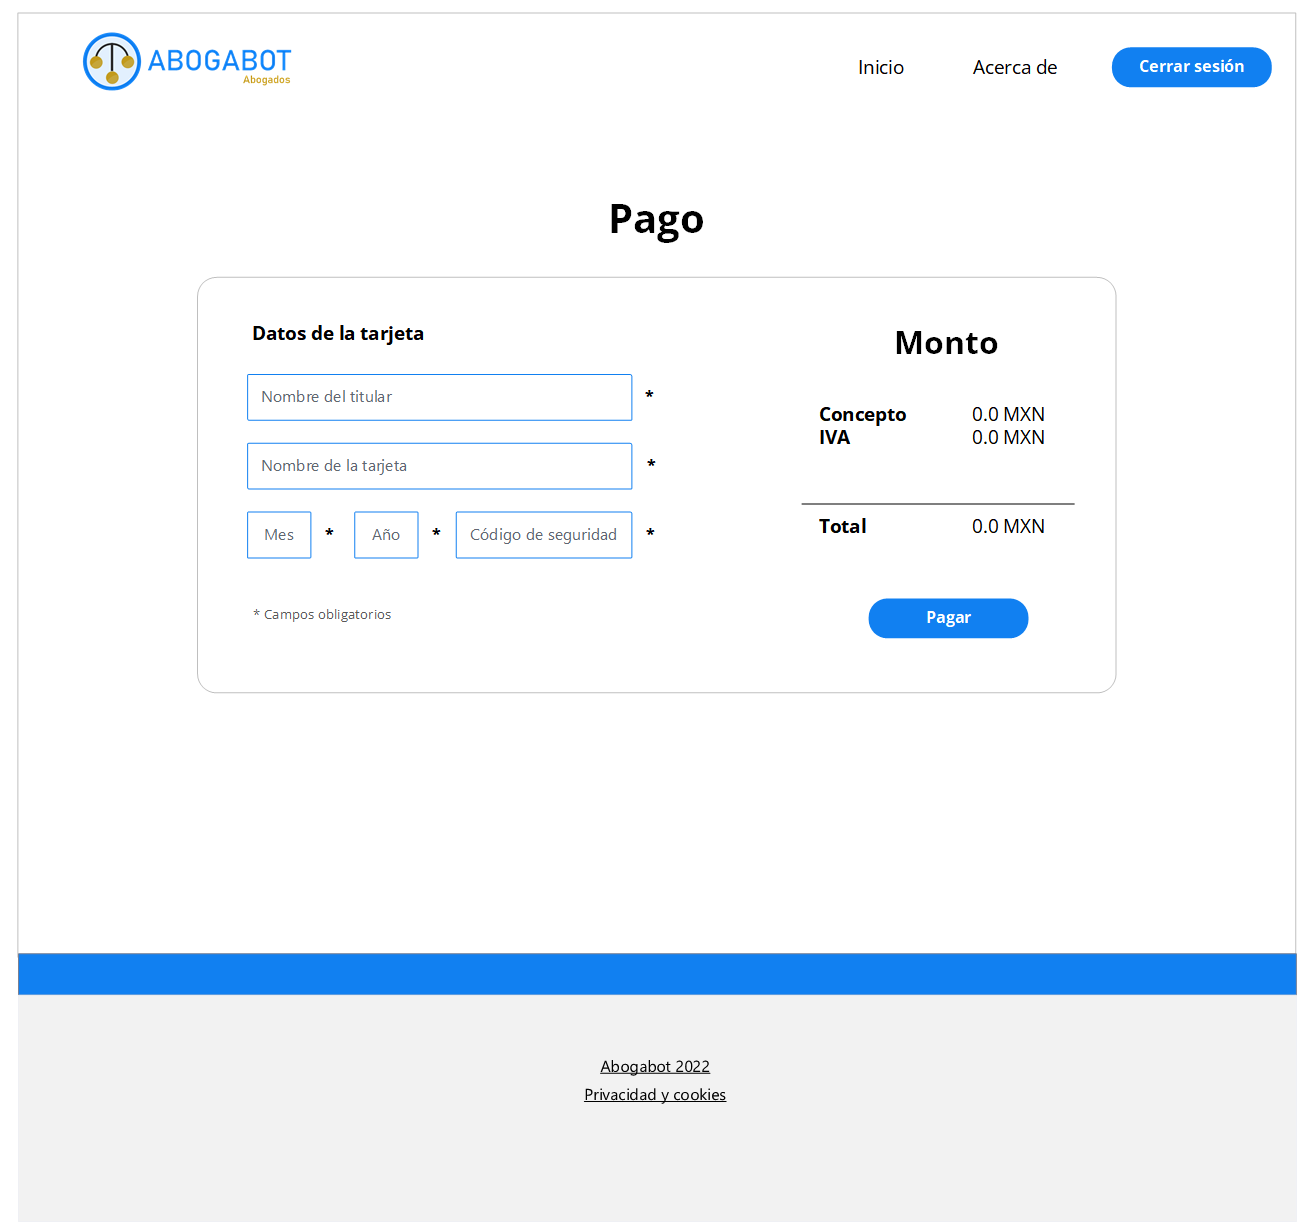 ABOGABOT
Abogados
Inicio
Acerca de
Cerrar sesión
Pago
Datos de la tarjeta
Nombre del titular *
Nombre de la tarjeta *
Mes * Año * Código de seguridad *
* Campos obligatorios
Monto
Concepto 0.0 MXN
IVA 0.0 MXN
Total 0.0 MXN
Pagar
Abogabot 2022
Privacidad y cookies